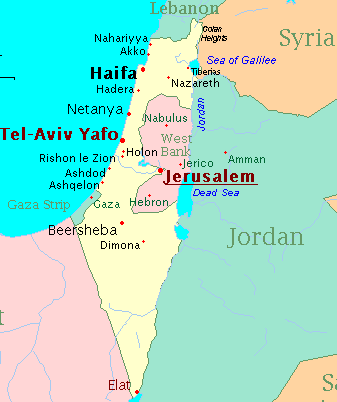 Lebanon
Golan
Heights
Syria
Nahariyya
Akko
Sea of Galilee
Haifa
Tiberias
Nazareth
Hadera
Jordan
Netanya
Nabulus
Tel-Aviv Yafo
West
Bank
Holon
Rishon le Zion
Jerico
Amman
Ashdod
Jerusalem
Ashqelon
Dead Sea
Gaza Strip
Gaza
Hebron
Beersheba
Jordan
Dimona
t
Elat
Sa